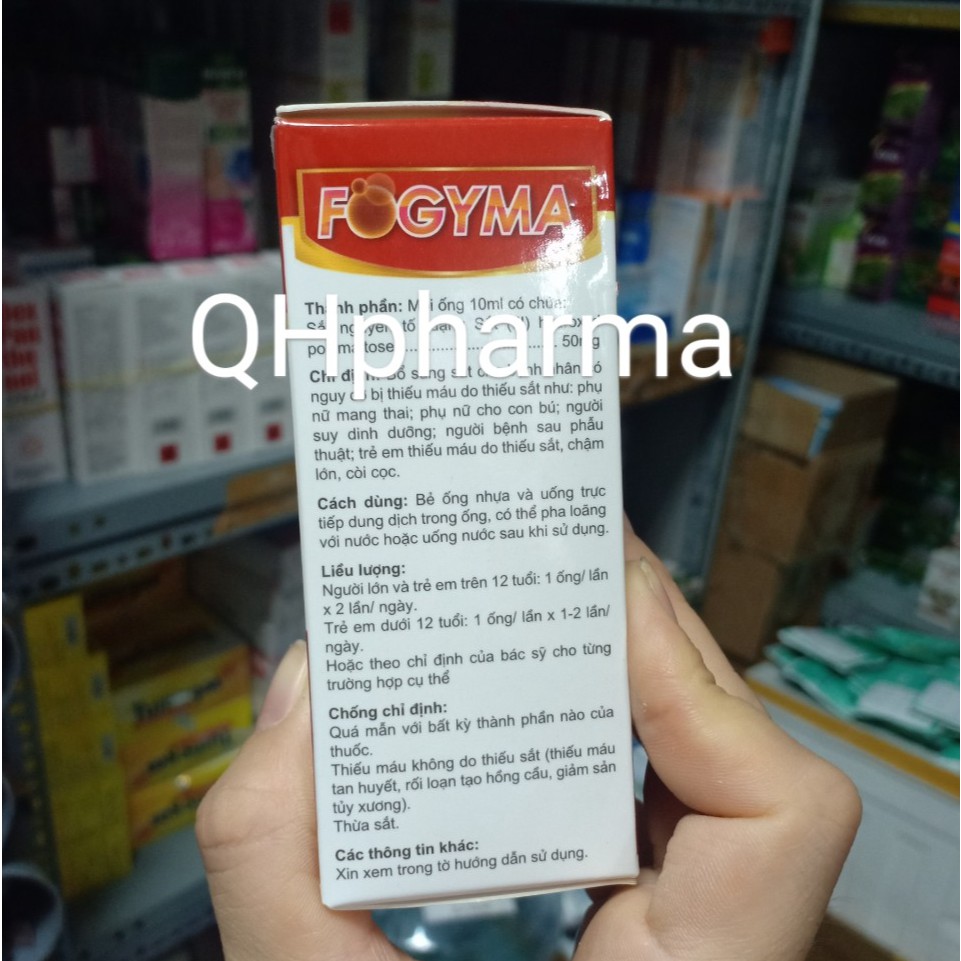 FOGYMA
Thành phần: Mỗi ống 10ml có chứa:
QHpharma
50mg
Chỉ định: Bổ sung sắt
nguy cơ bị thiếu máu do thiếu sắt như: phụ
nữ mang thai; phụ nữ cho con bú; người
suy dinh dưỡng; người bệnh sau phẫu
thuật; trẻ em thiếu máu do thiếu sắt, chậm
lớn, còi cọc.
Cách dùng: Bẻ ống nhựa và uống trực
tiếp dung dịch trong ống, có thể pha loãng
với nước hoặc uống nước sau khi sử dụng.
Liều lượng:
Người lớn và trẻ em trên 12 tuổi: 1 ống/ lần
x 2 lần/ ngày.
Trẻ em dưới 12 tuổi: 1 ống/ lần x 1-2 lần/
ngày.
Hoặc theo chỉ định của bác sỹ cho từng
trường hợp cụ thể
Chống chỉ định:
Quá mẫn với bất kỳ thành phần nào của
thuốc.
Thiếu máu không do thiếu sắt (thiếu máu
tan huyết, rối loạn tạo hồng cầu, giảm sản
tủy xương).
Thừa sắt.
Các thông tin khác:
Xin xem trong tờ hướng dẫn sử dụng.